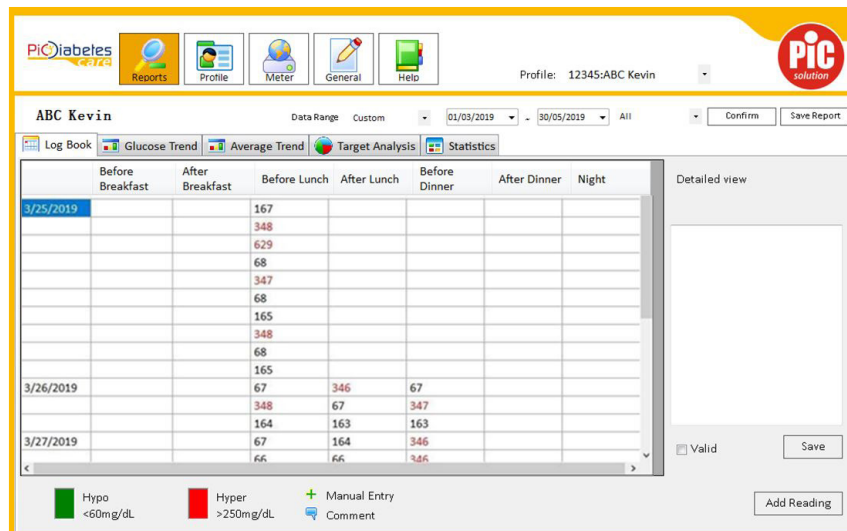 PiCDiabetes
care
Reports
Profile
Meter
General
Help
Profile: 12345:ABC Kevin
PiC
solution
ABC Kevin
Data Range Custom 01/03/2019 - 30/05/2019 All Confirm Save Report
Log Book Glucose Trend Average Trend Target Analysis Statistics
Before Breakfast After Breakfast Before Lunch After Lunch Before Dinner After Dinner Night
Detailed view
3/25/2019 167
348
629
68
347
68
165
348
68
165
3/26/2019 67 346 67
348 67 347
164 163 163
3/27/2019 67 164 346
66 66 346
Valid Save
Hypo
<60mg/dL
Hyper
>250mg/dL
Manual Entry
Comment
Add Reading